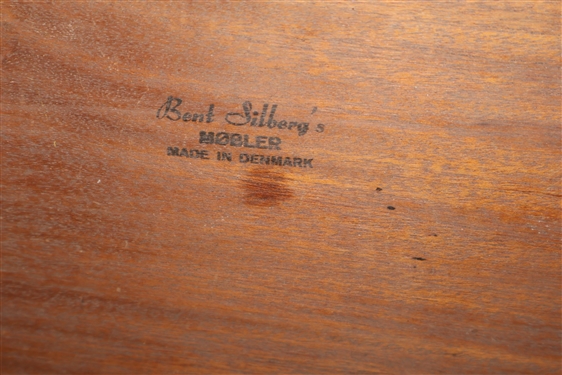 Bent Silberg's
MØBLER
MADE IN DENMARK